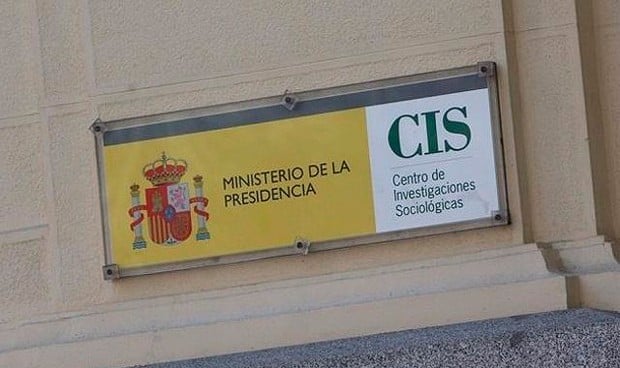 MINISTERIO DE LA
PRESIDENCIA
CIS
Centro de
Investigaciones
Sociológicas